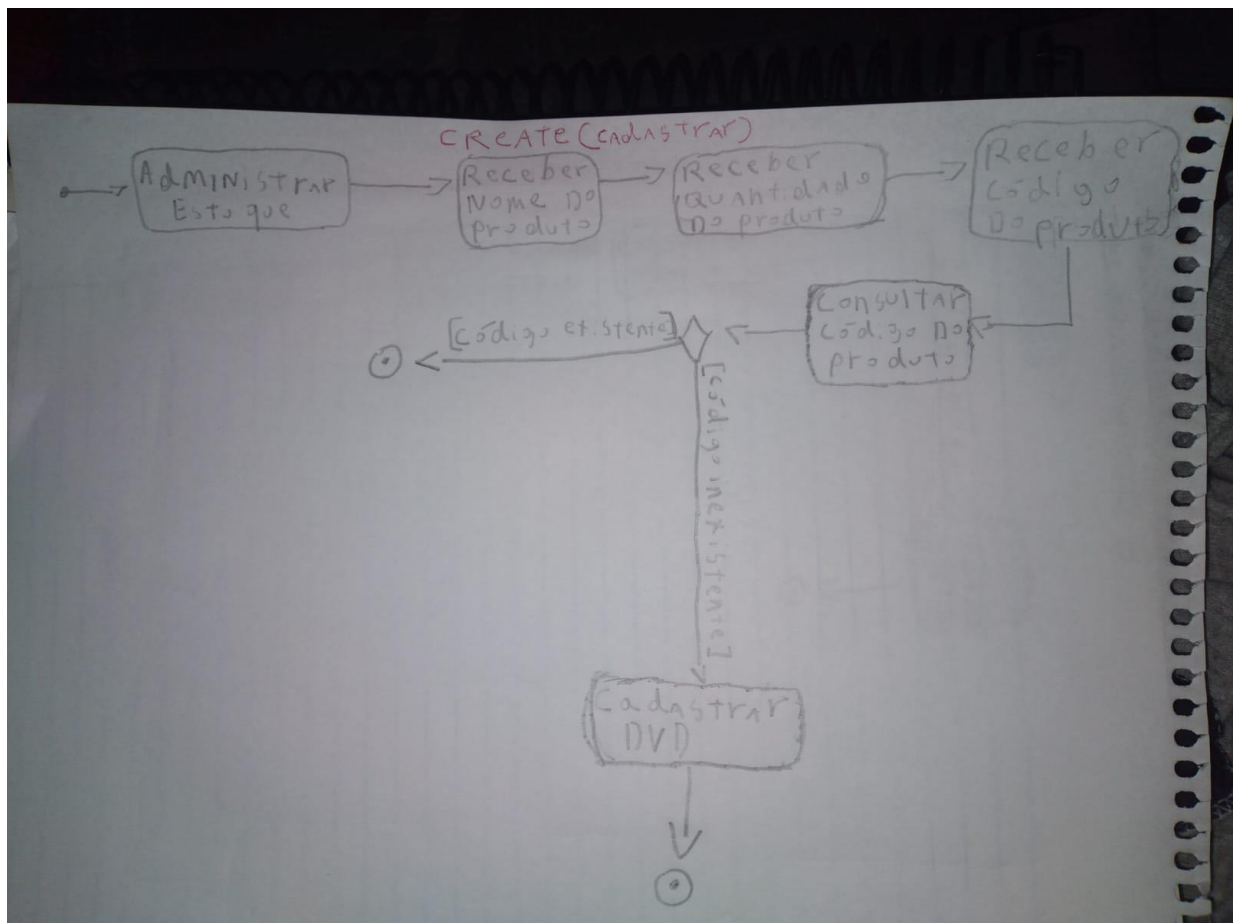 CREATE (CADASTRAR)
ADMINISTRAR
Estoque
Receber
Nome Do
produto
Receber
QUANTIDADO
Do produto
Receber
código
Do produto
Consultar
código Do
produto
[código existente]
[código inexistente]
CADASTRAR
DVD